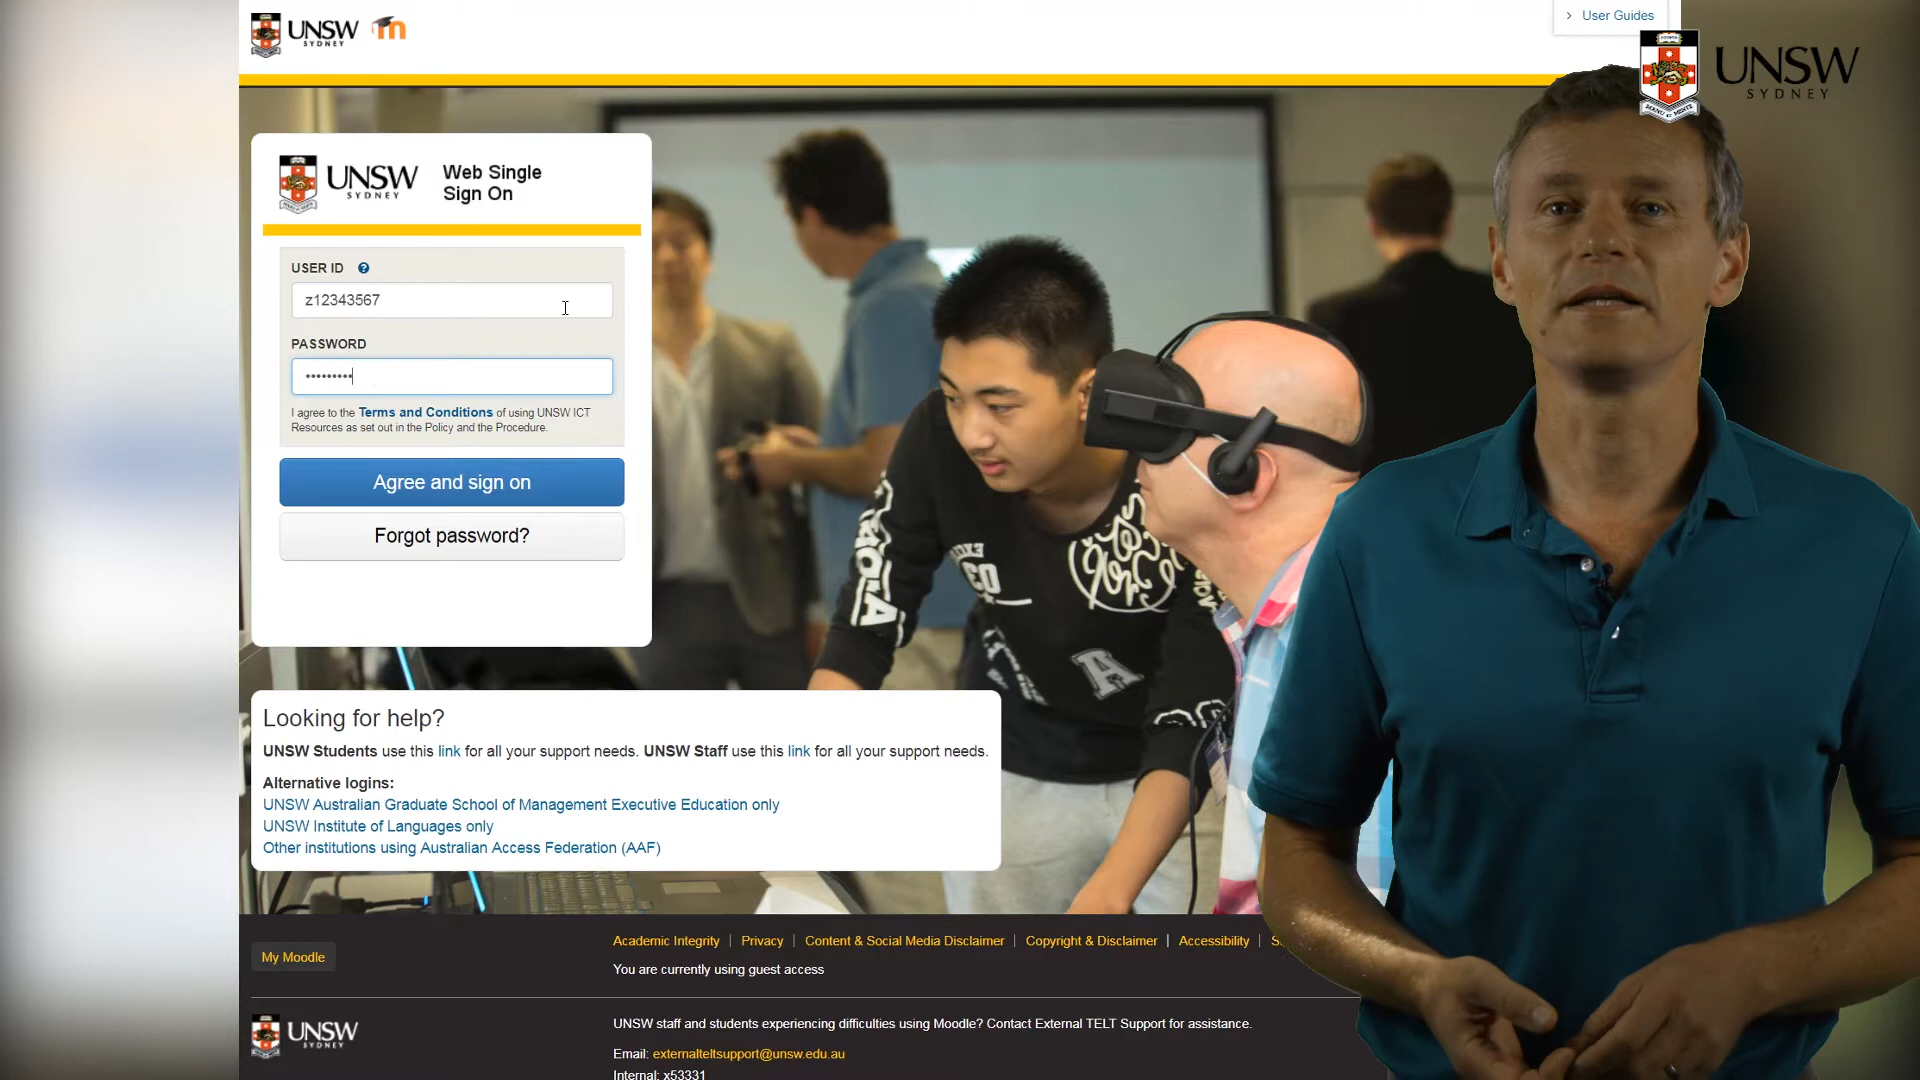 UNSW
SYDNEY
User Guides
UNSW
SYDNEY
UNSW
SYDNEY
Web Single
Sign On
USER ID
z12343567
PASSWORD
•••••••••
I agree to the Terms and Conditions of using UNSW ICT
Resources as set out in the Policy and the Procedure.
Agree and sign on
Forgot password?
Looking for help?
UNSW Students use this link for all your support needs. UNSW Staff use this link for all your support needs.
Alternative logins:
UNSW Australian Graduate School of Management Executive Education only
UNSW Institute of Languages only
Other institutions using Australian Access Federation (AAF)
My Moodle
Academic Integrity | Privacy | Content & Social Media Disclaimer | Copyright & Disclaimer | Accessibility |
You are currently using guest access
UNSW
SYDNEY
UNSW staff and students experiencing difficulties using Moodle? Contact External TELT Support for assistance.
Email: externalteltsupport@unsw.edu.au
Internal: x53331